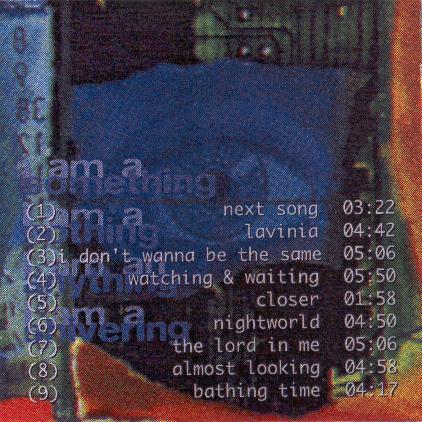 i am a
something
i am a
nothing
i am an
anything
i am a
(1) next song 03:22
(2) lavinia 04:42
(3) i don't wanna be the same 05:06
(4) watching & waiting 05:50
(5) closer 01:58
(6) nightworld 04:50
(7) the lord in me 05:06
(8) almost looking 04:58
(9) bathing time 04:17